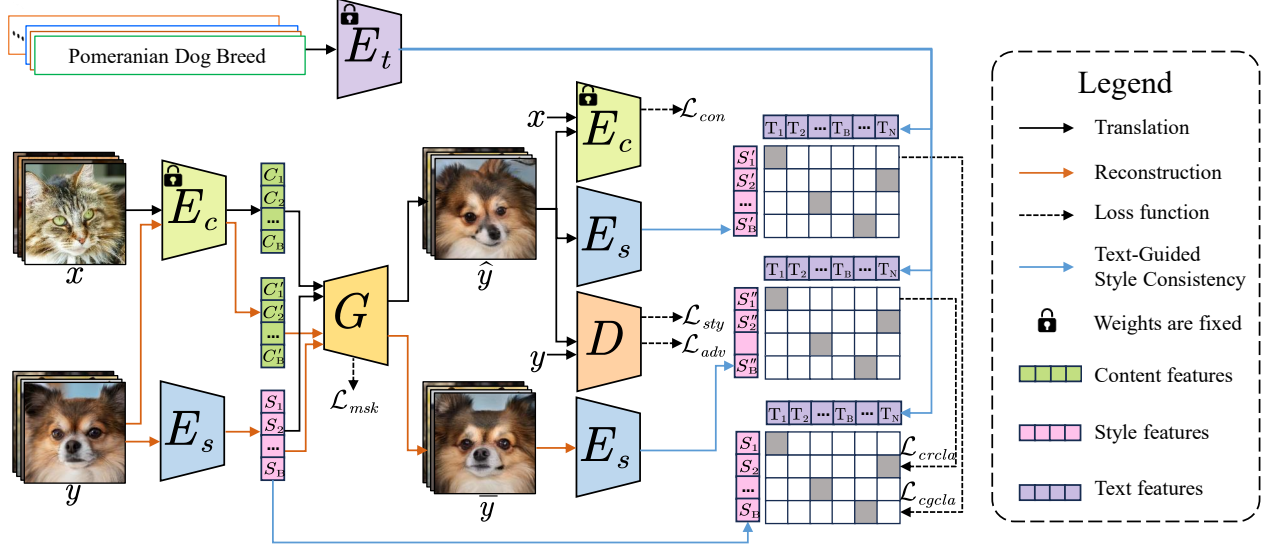 Pomeranian Dog Breed
...
E_t
x
y
E_c
E_s
C_1
C_2
...
C_B
C'_1
C'_2
...
C'_B
S_1
S_2
...
S_B
G
ℒ_msk
ŷ
y̅
x
E_c
ℒ_con
E_s
y
D
ℒ_sty
ℒ_adv
E_s
T_1 T_2 ... T_B ... T_N
S'_1
S'_2
...
S'_B
T_1 T_2 ... T_B ... T_N
S''_1
S''_2
S''_B
T_1 T_2 ... T_B ... T_N
S_1
S_2
...
S_B
ℒ_crcla
ℒ_cgcla
Legend
Translation
Reconstruction
Loss function
Text-Guided
Style Consistency
Weights are fixed
Content features
Style features
Text features